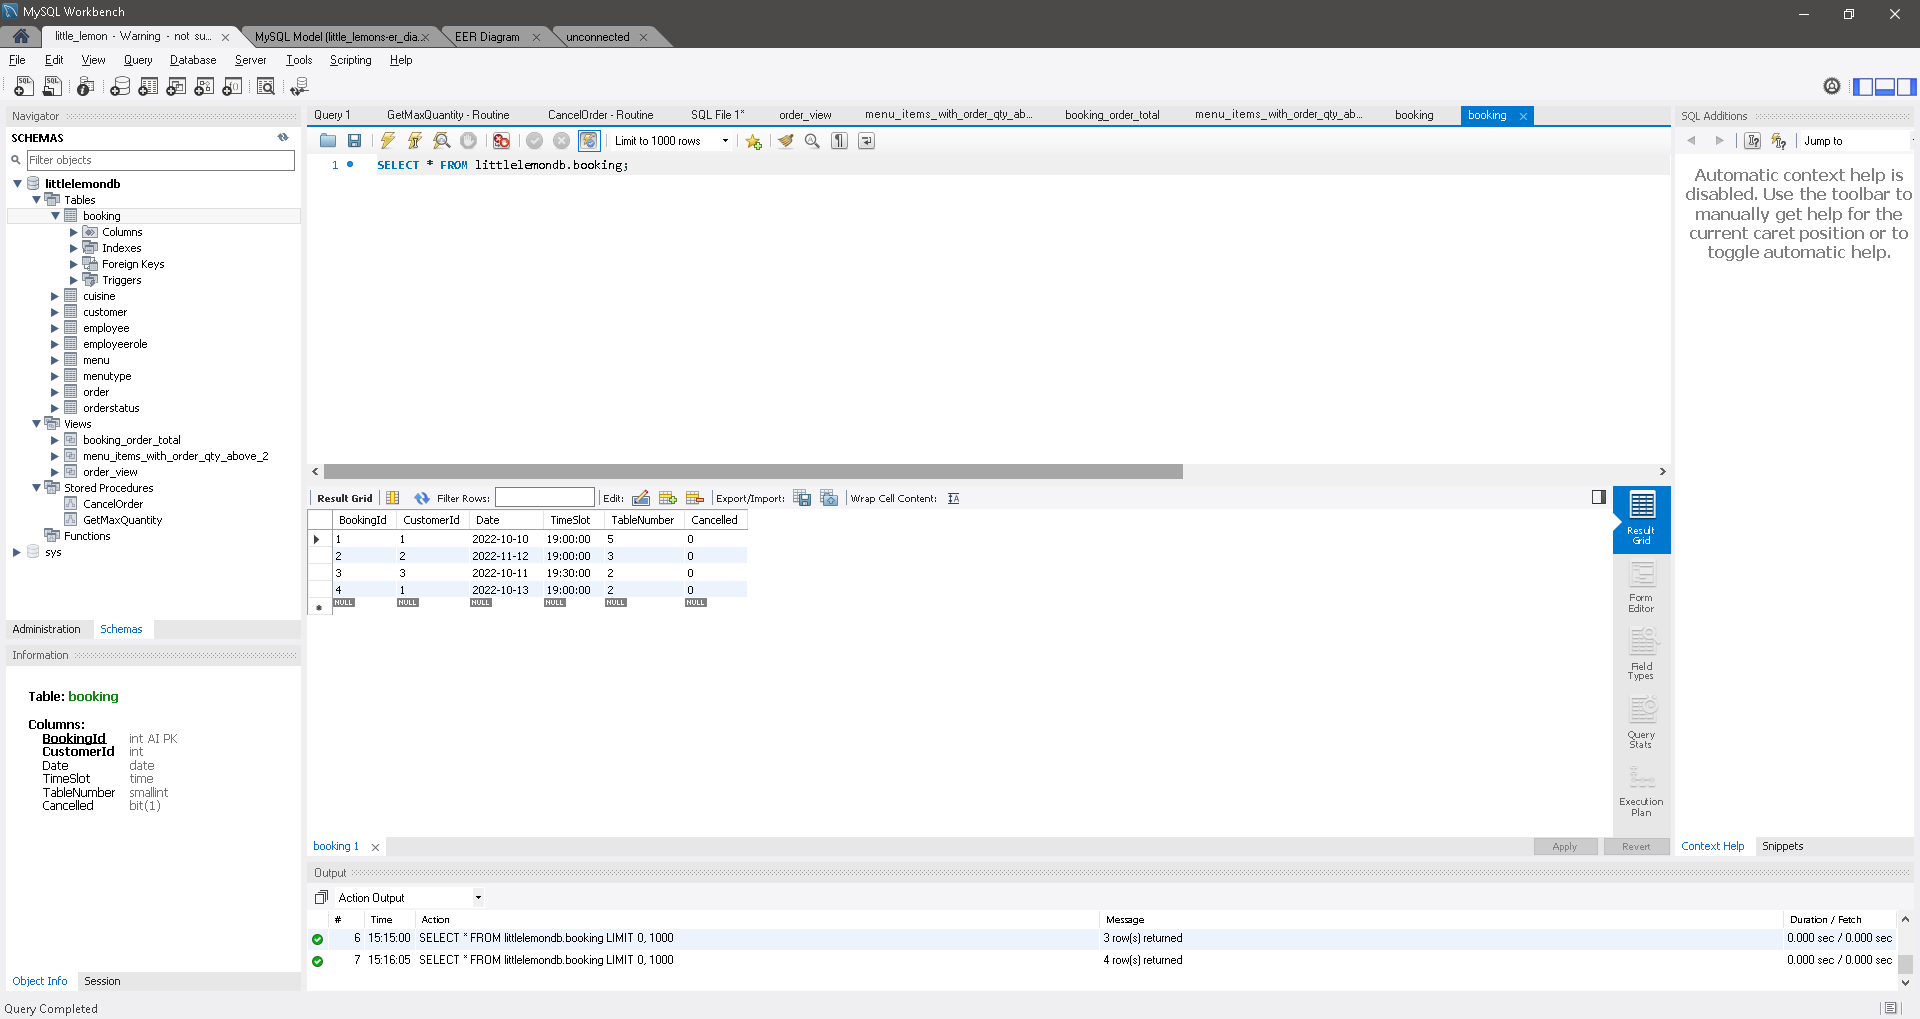 MySQL Workbench
little_lemon - Warning - not su...
MySQL Model (little_lemons-er_dia...
EER Diagram
unconnected
File Edit View Query Database Server Tools Scripting Help
Navigator
SCHEMAS
Filter objects
littlelemondb
Tables
booking
Columns
Indexes
Foreign Keys
Triggers
cuisine
customer
employee
employeerole
menu
menutype
order
orderstatus
Views
booking_order_total
menu_items_with_order_qty_above_2
order_view
Stored Procedures
CancelOrder
GetMaxQuantity
Functions
sys
Administration Schemas
Information
Table: booking
Columns:
BookingId int AI PK
CustomerId int
Date date
TimeSlot time
TableNumber smallint
Cancelled bit(1)
Object Info Session
Query Completed
Query 1 GetMaxQuantity - Routine CancelOrder - Routine SQL File 1* order_view menu_items_with_order_qty_ab... booking_order_total menu_items_with_order_qty_ab... booking booking
Limit to 1000 rows
1 SELECT * FROM littlelemondb.booking;
Result Grid Filter Rows: Edit: Export/Import: Wrap Cell Content:
BookingId CustomerId Date TimeSlot TableNumber Cancelled
1 1 2022-10-10 19:00:00 5 0
2 2 2022-11-12 19:00:00 3 0
3 3 2022-10-11 19:30:00 2 0
4 1 2022-10-13 19:00:00 2 0
NULL NULL NULL NULL NULL NULL
Result
Grid
Form
Editor
Field
Types
Query
Stats
Execution
Plan
booking 1
Apply Revert
Output
Action Output
# Time Action Message Duration / Fetch
6 15:15:00 SELECT * FROM littlelemondb.booking LIMIT 0, 1000 3 row(s) returned 0.000 sec / 0.000 sec
7 15:16:05 SELECT * FROM littlelemondb.booking LIMIT 0, 1000 4 row(s) returned 0.000 sec / 0.000 sec
SQL Additions
Jump to
Automatic context help is
disabled. Use the toolbar to
manually get help for the
current caret position or to
toggle automatic help.
Context Help Snippets